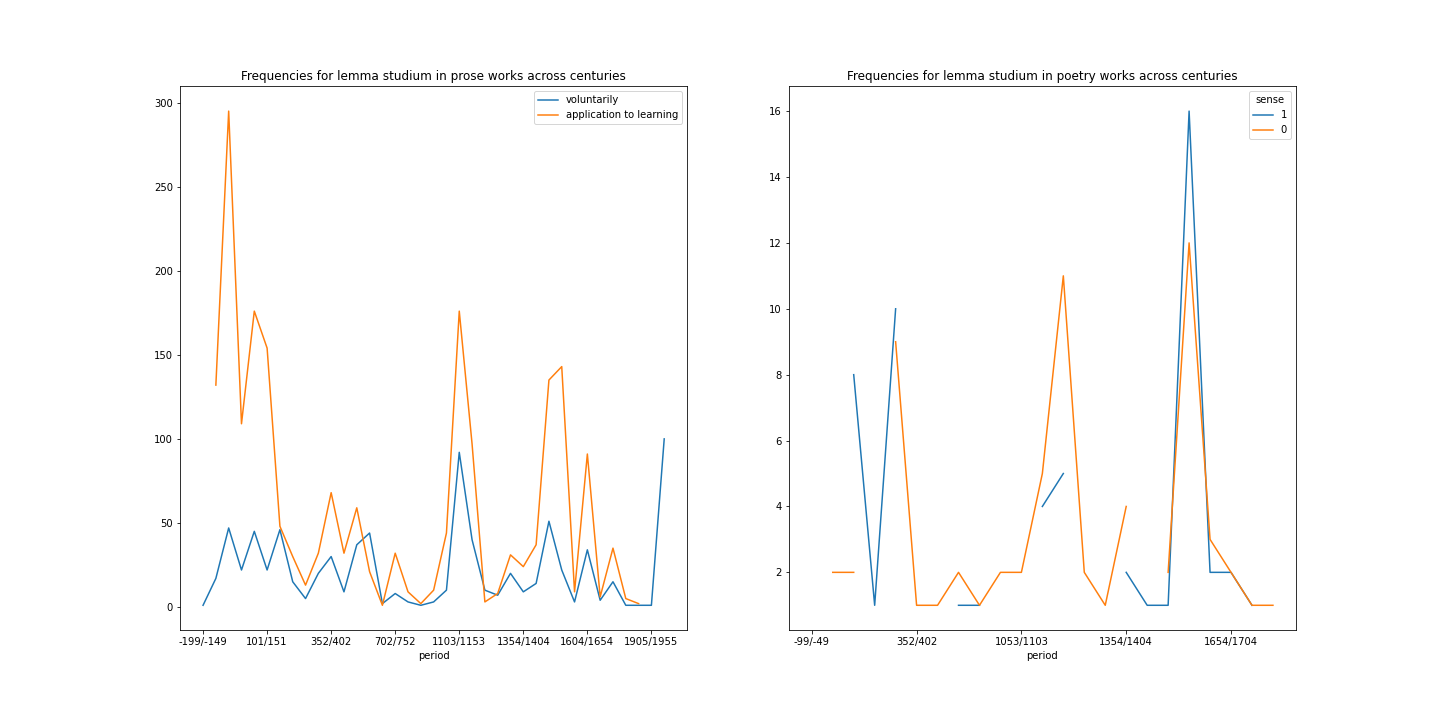 Frequencies for lemma studium in prose works across centuries
voluntarily
application to learning
300
250
200
150
100
50
0
-199/-149 101/151 352/402 702/752 1103/1153 1354/1404 1604/1654 1905/1955
period
Frequencies for lemma studium in poetry works across centuries
sense
1
0
16
14
12
10
8
6
4
2
-99/-49 352/402 1053/1103 1354/1404 1654/1704
period